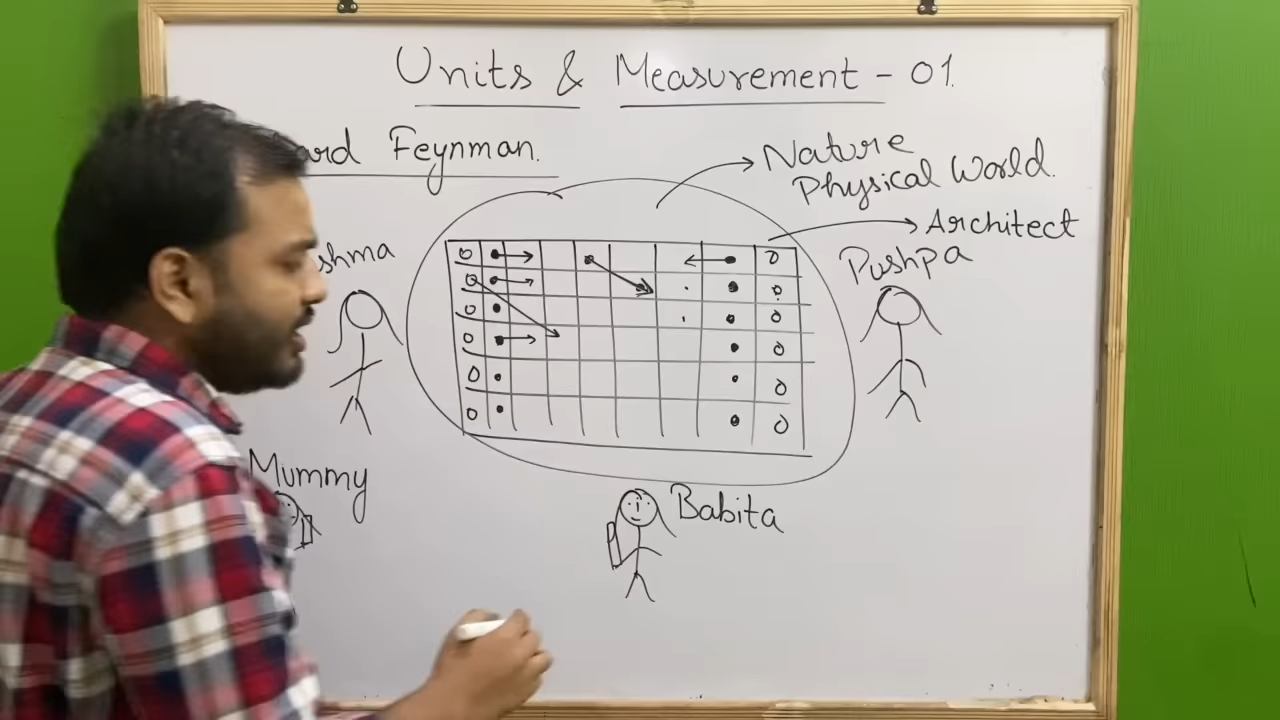 Units & Measurement - 01.
ard Feynman.
Nature
Physical World.
Architect
shma
Pushpa
Mummy
Babita